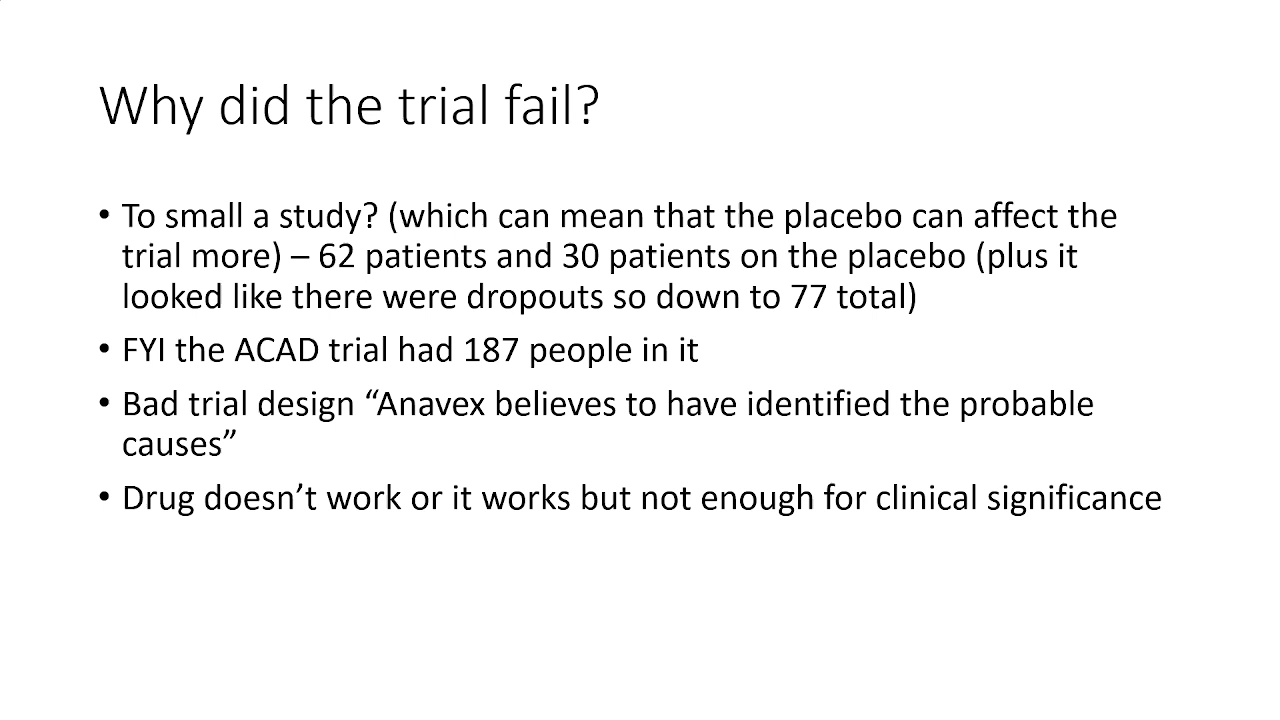 Why did the trial fail?
• To small a study? (which can mean that the placebo can affect the
trial more) – 62 patients and 30 patients on the placebo (plus it
looked like there were dropouts so down to 77 total)
• FYI the ACAD trial had 187 people in it
• Bad trial design “Anavex believes to have identified the probable
causes”
• Drug doesn’t work or it works but not enough for clinical significance